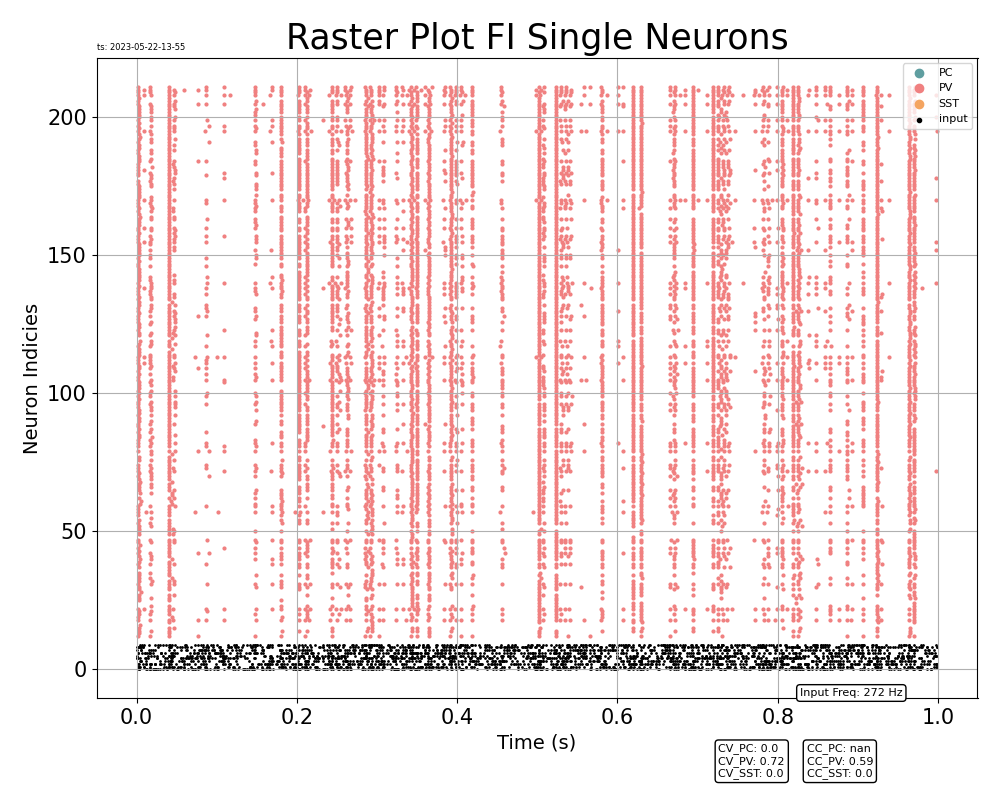 Raster Plot FI Single Neurons
ts: 2023-05-22-13-55
PC
PV
SST
input
200
150
100
50
0
Neuron Indicies
0.0 0.2 0.4 0.6 0.8 1.0
Time (s)
Input Freq: 272 Hz
CV_PC: 0.0
CV_PV: 0.72
CV_SST: 0.0
CC_PC: nan
CC_PV: 0.59
CC_SST: 0.0